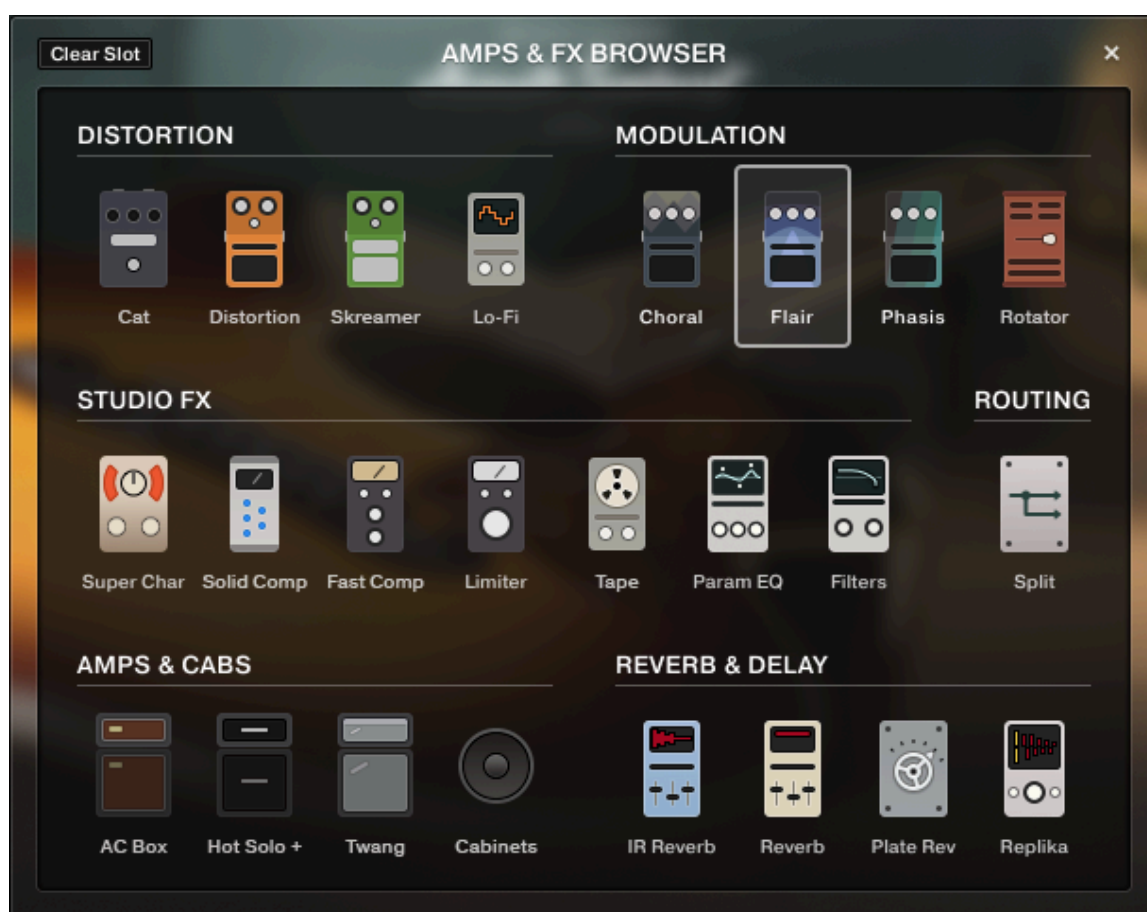 Clear Slot
AMPS & FX BROWSER
×
DISTORTION
MODULATION
Cat
Distortion
Skreamer
Lo-Fi
Choral
Flair
Phasis
Rotator
STUDIO FX
ROUTING
Super Char
Solid Comp
Fast Comp
Limiter
Tape
Param EQ
Filters
Split
AMPS & CABS
REVERB & DELAY
AC Box
Hot Solo +
Twang
Cabinets
IR Reverb
Reverb
Plate Rev
Replika